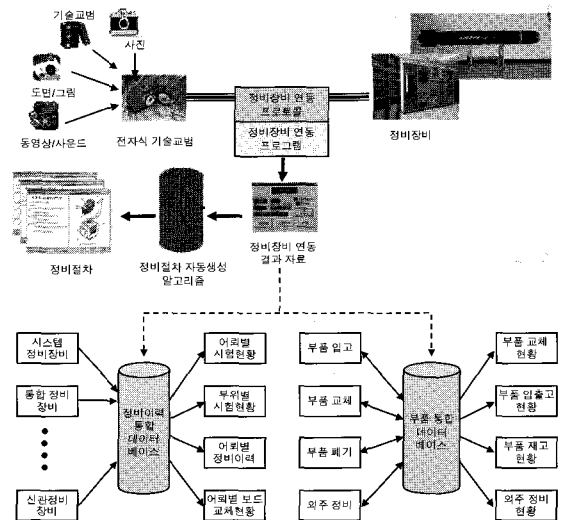 기술교범
사진
도면/그림
동영상/사운드
전자식 기술교범
정비장비 연동
프로토콜
정비장비 연동
프로그램
정비장비
정비절차
정비절차 자동생성
알고리즘
정비장비 연동
결과 자료
시스템
정비장비
통합 정비
장비
신관정비
장비
정비이력
통합
데이터
베이스
어뢰별
시험현황
부위별
시험현황
어뢰별
정비이력
어뢰별 보드
교체현황
부품 입고
부품 교체
부품 폐기
외주 정비
부품 통합
데이터
베이스
부품 교체
현황
부품 입출고
현황
부품 재고
현황
외주 정비
현황